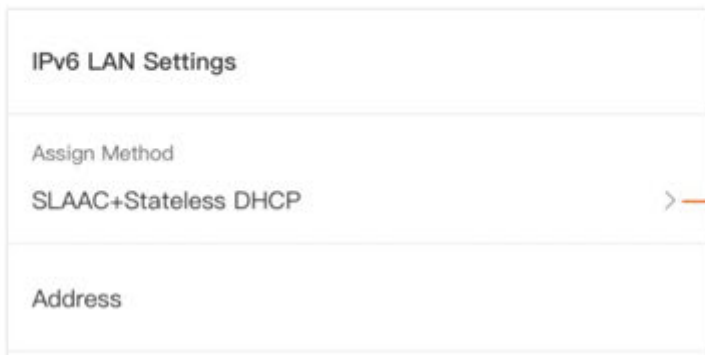 IPv6 LAN Settings
Assign Method
SLAAC+Stateless DHCP
Address